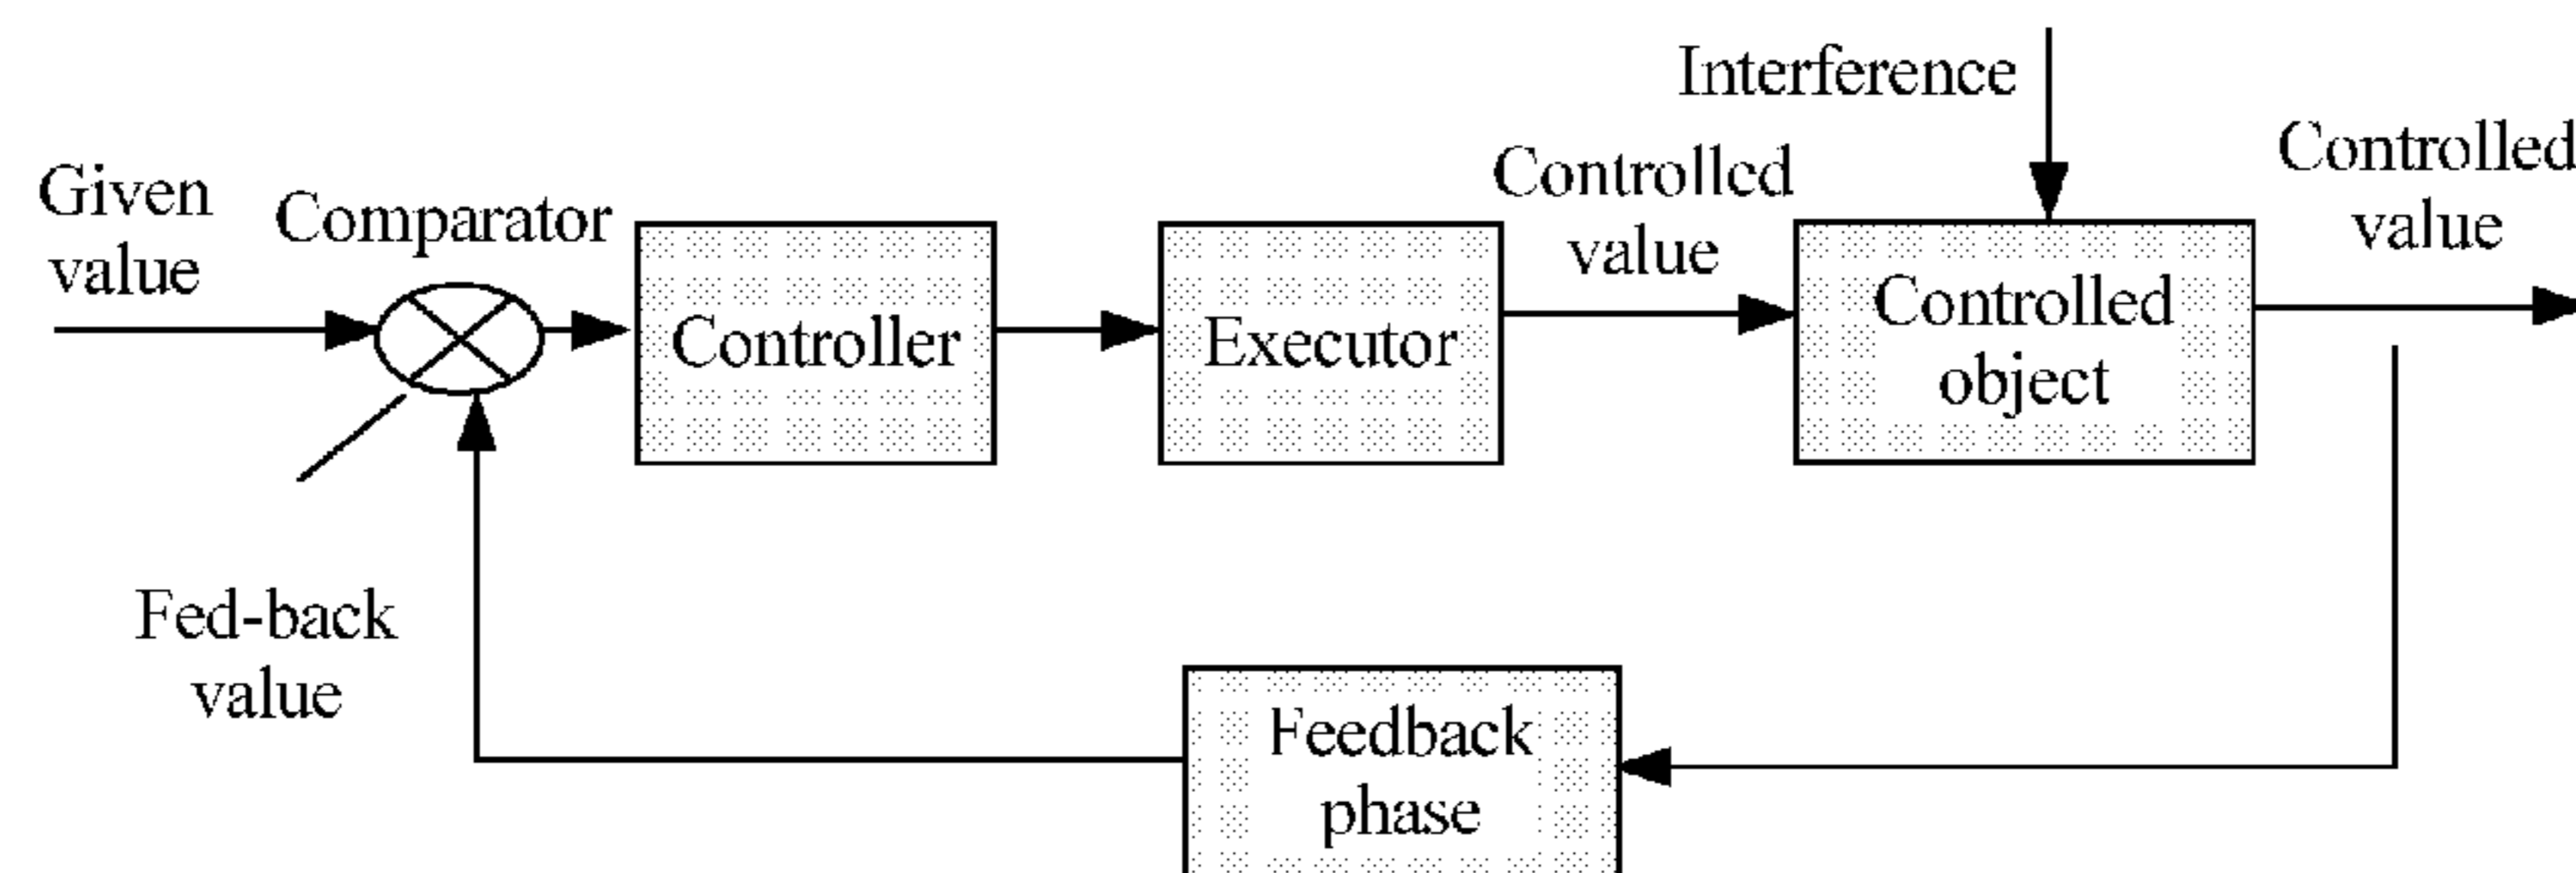 Interference
Given
value
Comparator
Controller
Executor
Controlled
value
Controlled
object
Controlled
value
Fed-back
value
Feedback
phase